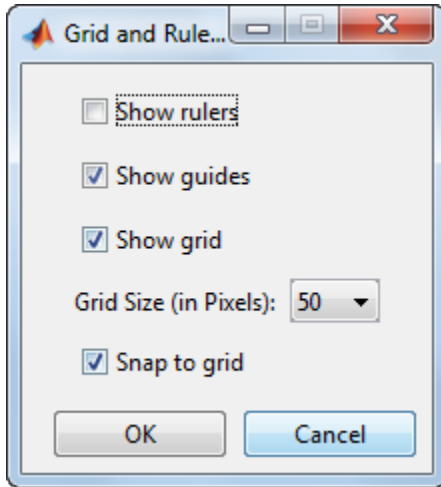 Grid and Rule...
Show rulers
Show guides
Show grid
Grid Size (in Pixels): 50
Snap to grid
OK Cancel